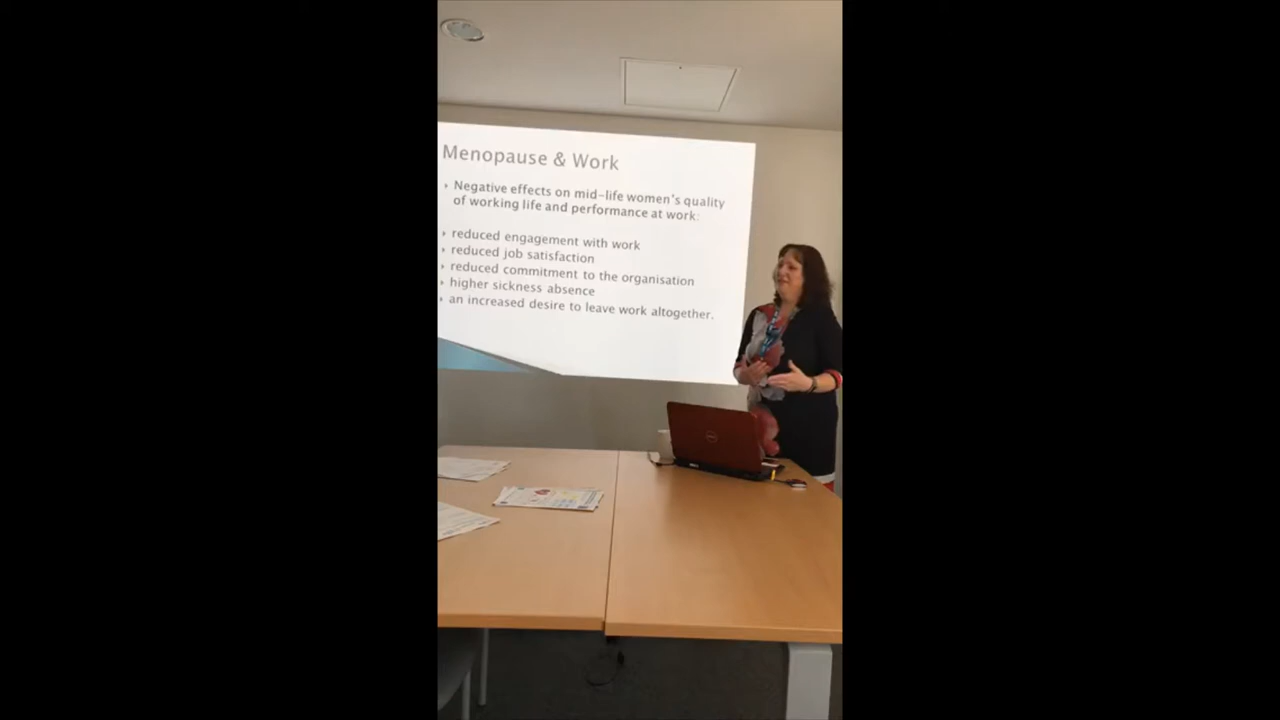 Menopause & Work
Negative effects on mid-life women's quality
of working life and performance at work:
reduced engagement with work
reduced job satisfaction
reduced commitment to the organisation
higher sickness absence
an increased desire to leave work altogether.